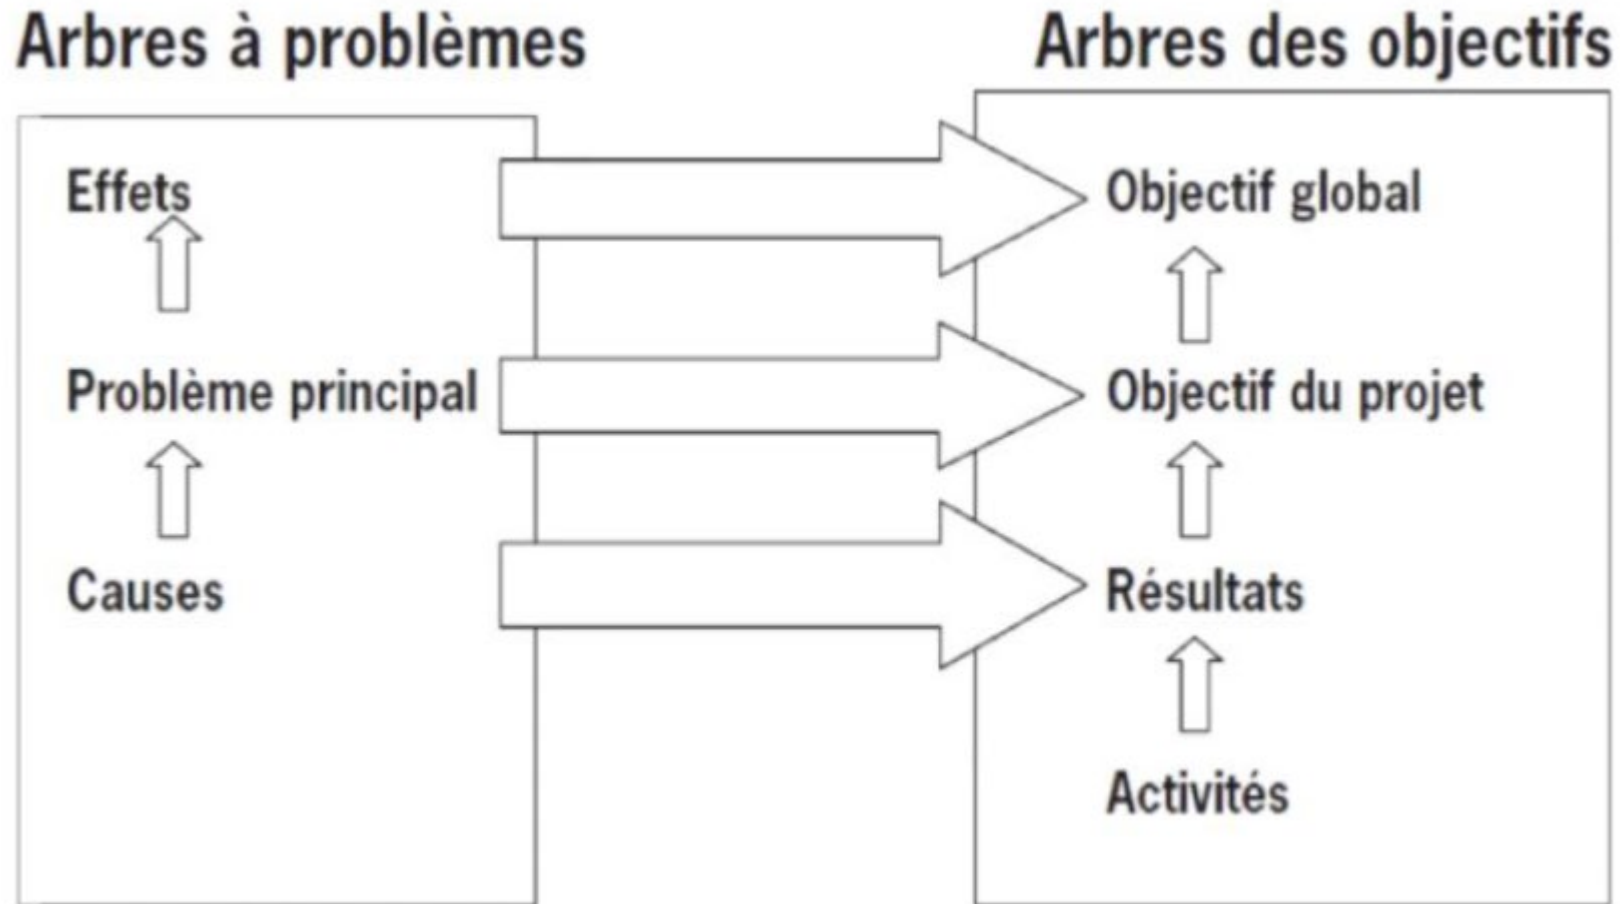 Arbres à problèmes
Arbres des objectifs
Effets
Objectif global
Problème principal
Objectif du projet
Causes
Résultats
Activités